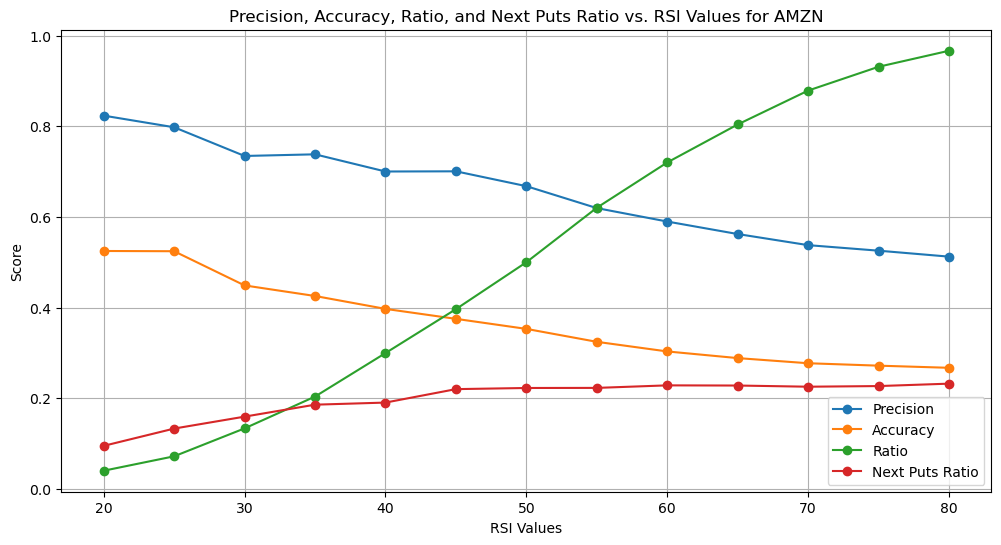 Precision, Accuracy, Ratio, and Next Puts Ratio vs. RSI Values for AMZN
1.0
0.8
0.6
0.4
0.2
0.0
Score
20
30
40
50
60
70
80
RSI Values
Precision
Accuracy
Ratio
Next Puts Ratio